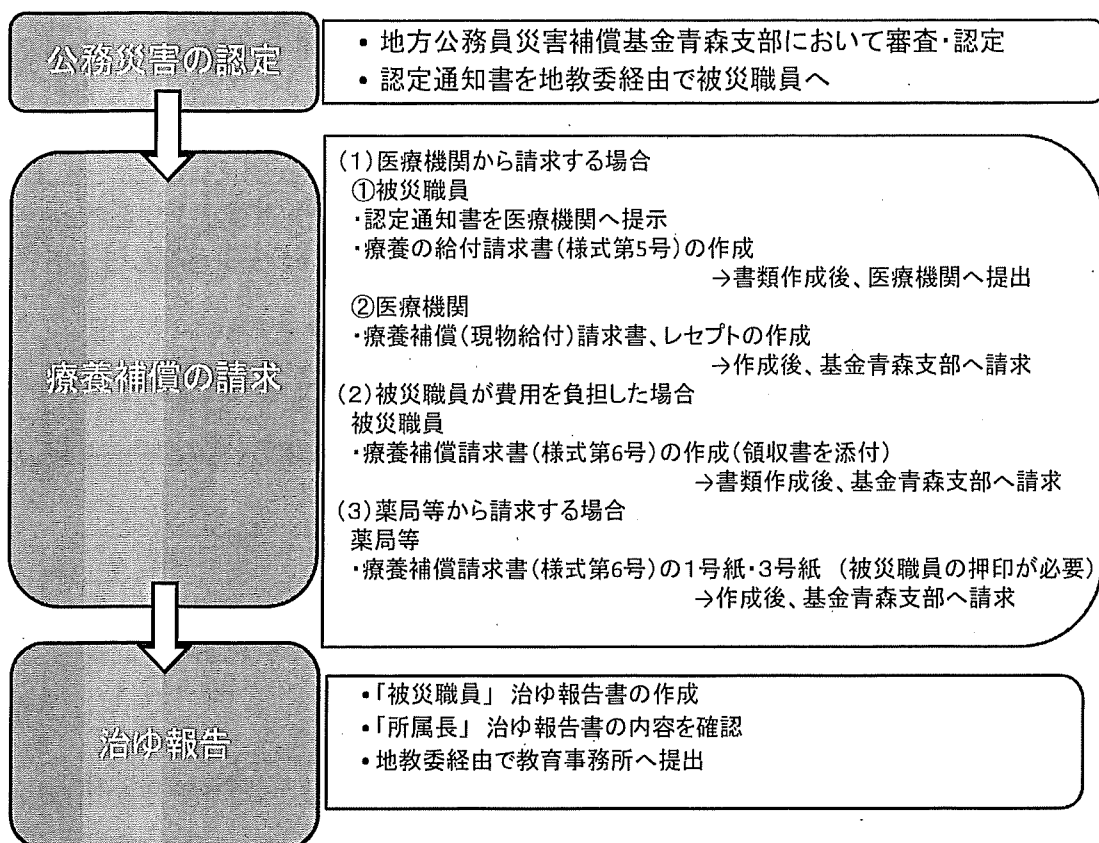 公務災害の認定
・地方公務員災害補償基金青森支部において審査・認定
・認定通知書を地教委経由で被災職員へ
療養補償の請求
(1)医療機関から請求する場合
①被災職員
・認定通知書を医療機関へ提示
・療養の給付請求書(様式第5号)の作成
→書類作成後、医療機関へ提出
②医療機関
・療養補償(現物給付)請求書、レセプトの作成
→作成後、基金青森支部へ請求
(2)被災職員が費用を負担した場合
被災職員
・療養補償請求書(様式第6号)の作成(領収書を添付)
→書類作成後、基金青森支部へ請求
(3)薬局等から請求する場合
薬局等
・療養補償請求書(様式第6号)の1号紙・3号紙 (被災職員の押印が必要)
→作成後、基金青森支部へ請求
治ゆ報告
・「被災職員」 治ゆ報告書の作成
・「所属長」 治ゆ報告書の内容を確認
・地教委経由で教育事務所へ提出